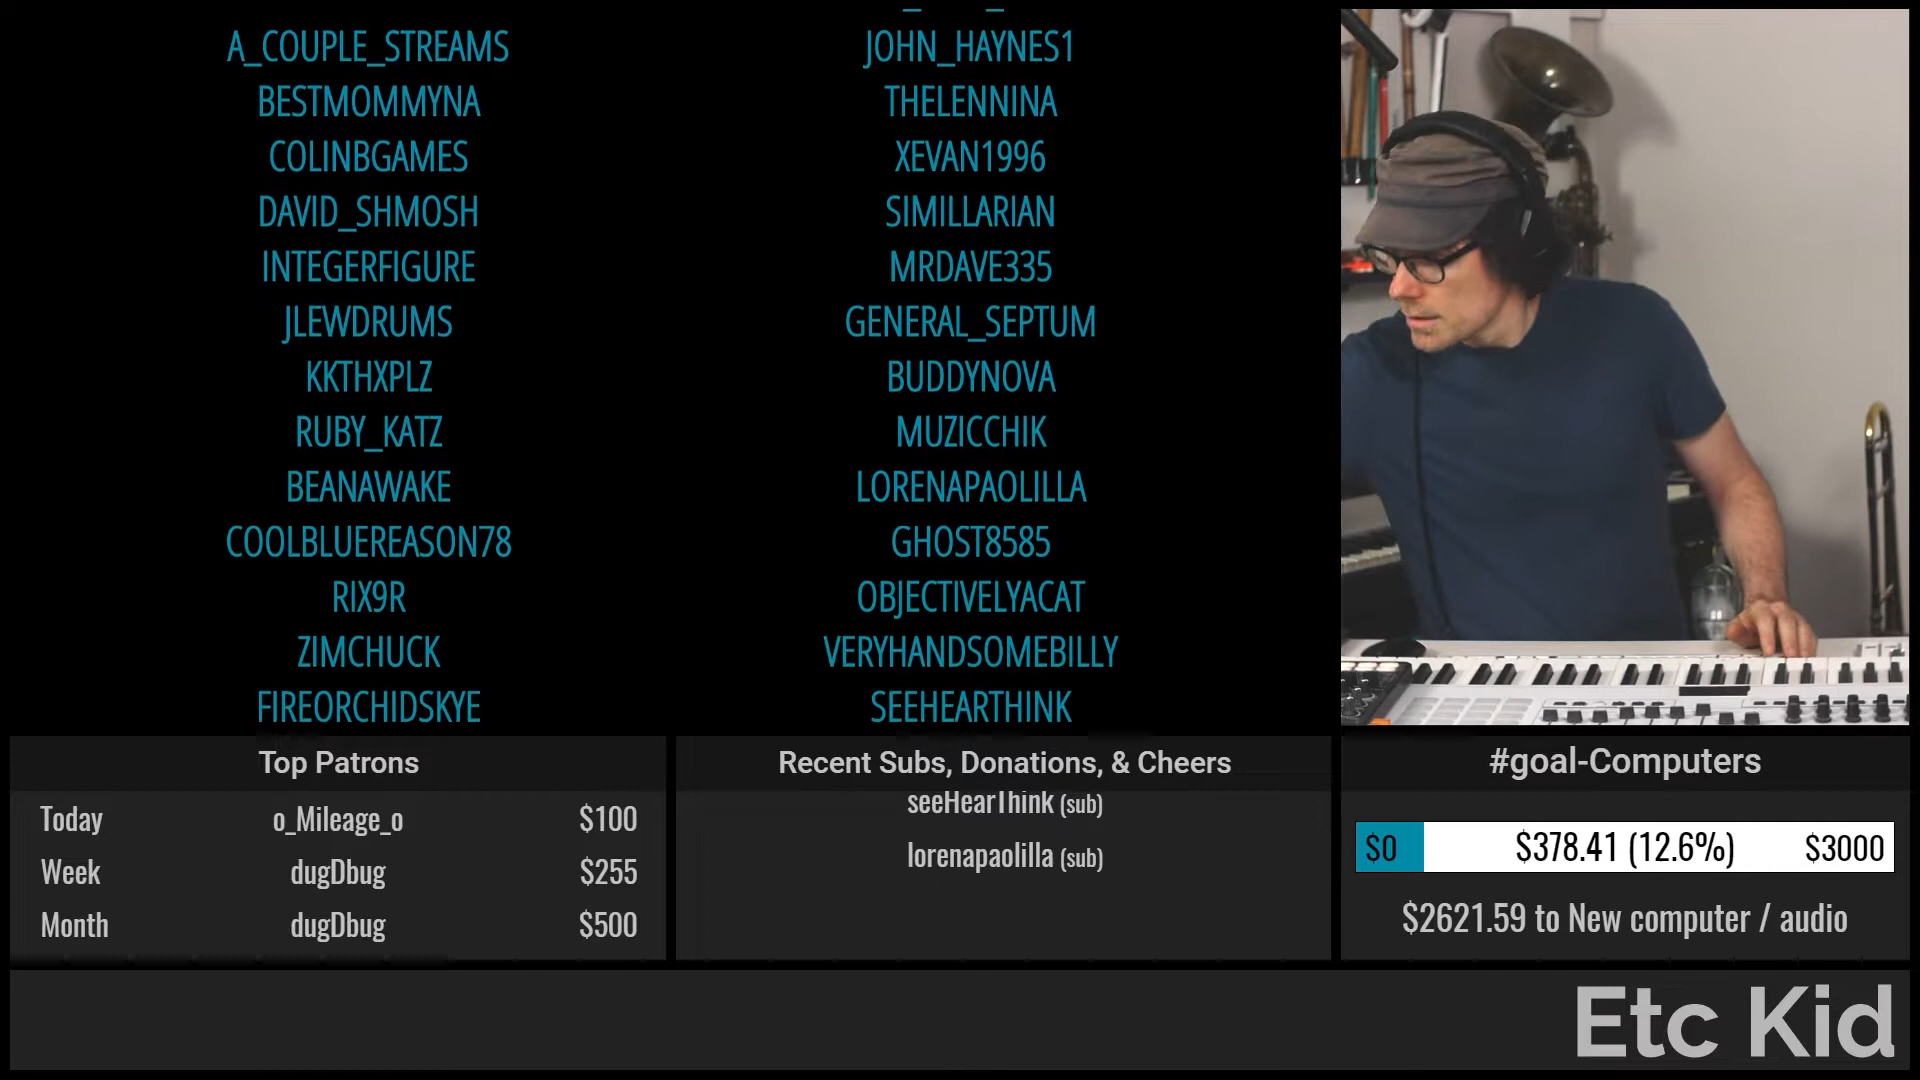 A_COUPLE_STREAMS
BESTMOMMYNA
COLINBGAMES
DAVID_SHMOSH
INTEGERFIGURE
JLEWDRUMS
KKTHXPLZ
RUBY_KATZ
BEANAWAKE
COOLBLUEREASON78
RIX9R
ZIMCHUCK
FIREORCHIDSKYE
JOHN_HAYNES1
THELENNINA
XEVAN1996
SIMILLARIAN
MRDAVE335
GENERAL_SEPTUM
BUDDYNOVA
MUZICCHIK
LORENAPAOLILLA
GHOST8585
OBJECTIVELYACAT
VERYHANDSOMEBILLY
SEEHEARTHINK
Top Patrons
Today o_Mileage_o $100
Week dugDbug $255
Month dugDbug $500
Recent Subs, Donations, & Cheers
seeHearThink (sub)
lorenapaolilla (sub)
#goal-Computers
$0 $378.41 (12.6%) $3000
$2621.59 to New computer / audio
Etc Kid